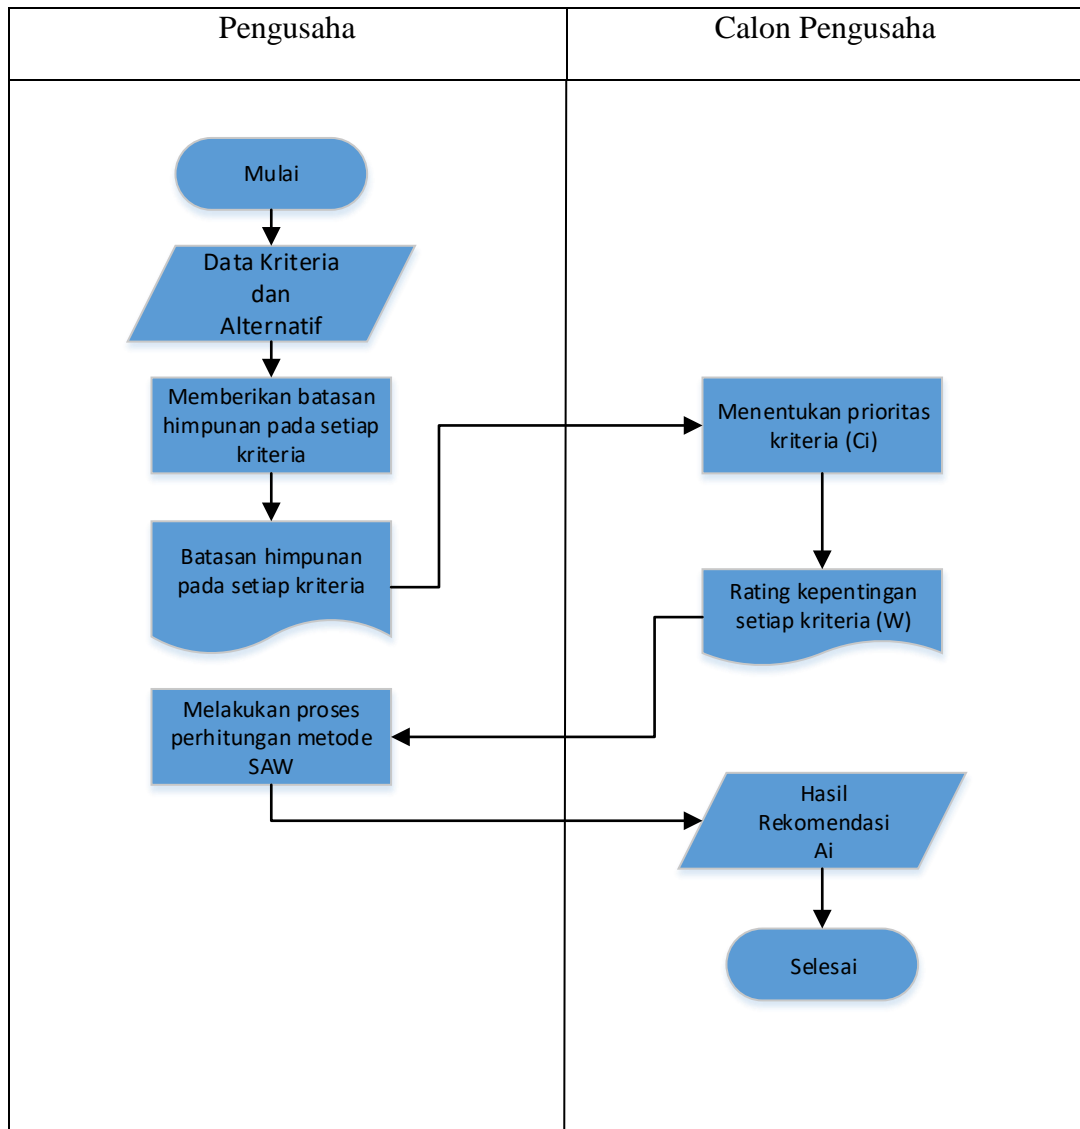 Pengusaha
Calon Pengusaha
Mulai
Data Kriteria
dan
Alternatif
Memberikan batasan
himpunan pada setiap
kriteria
Batasan himpunan
pada setiap kriteria
Menentukan prioritas
kriteria (Ci)
Rating kepentingan
setiap kriteria (W)
Melakukan proses
perhitungan metode
SAW
Hasil
Rekomendasi
Ai
Selesai